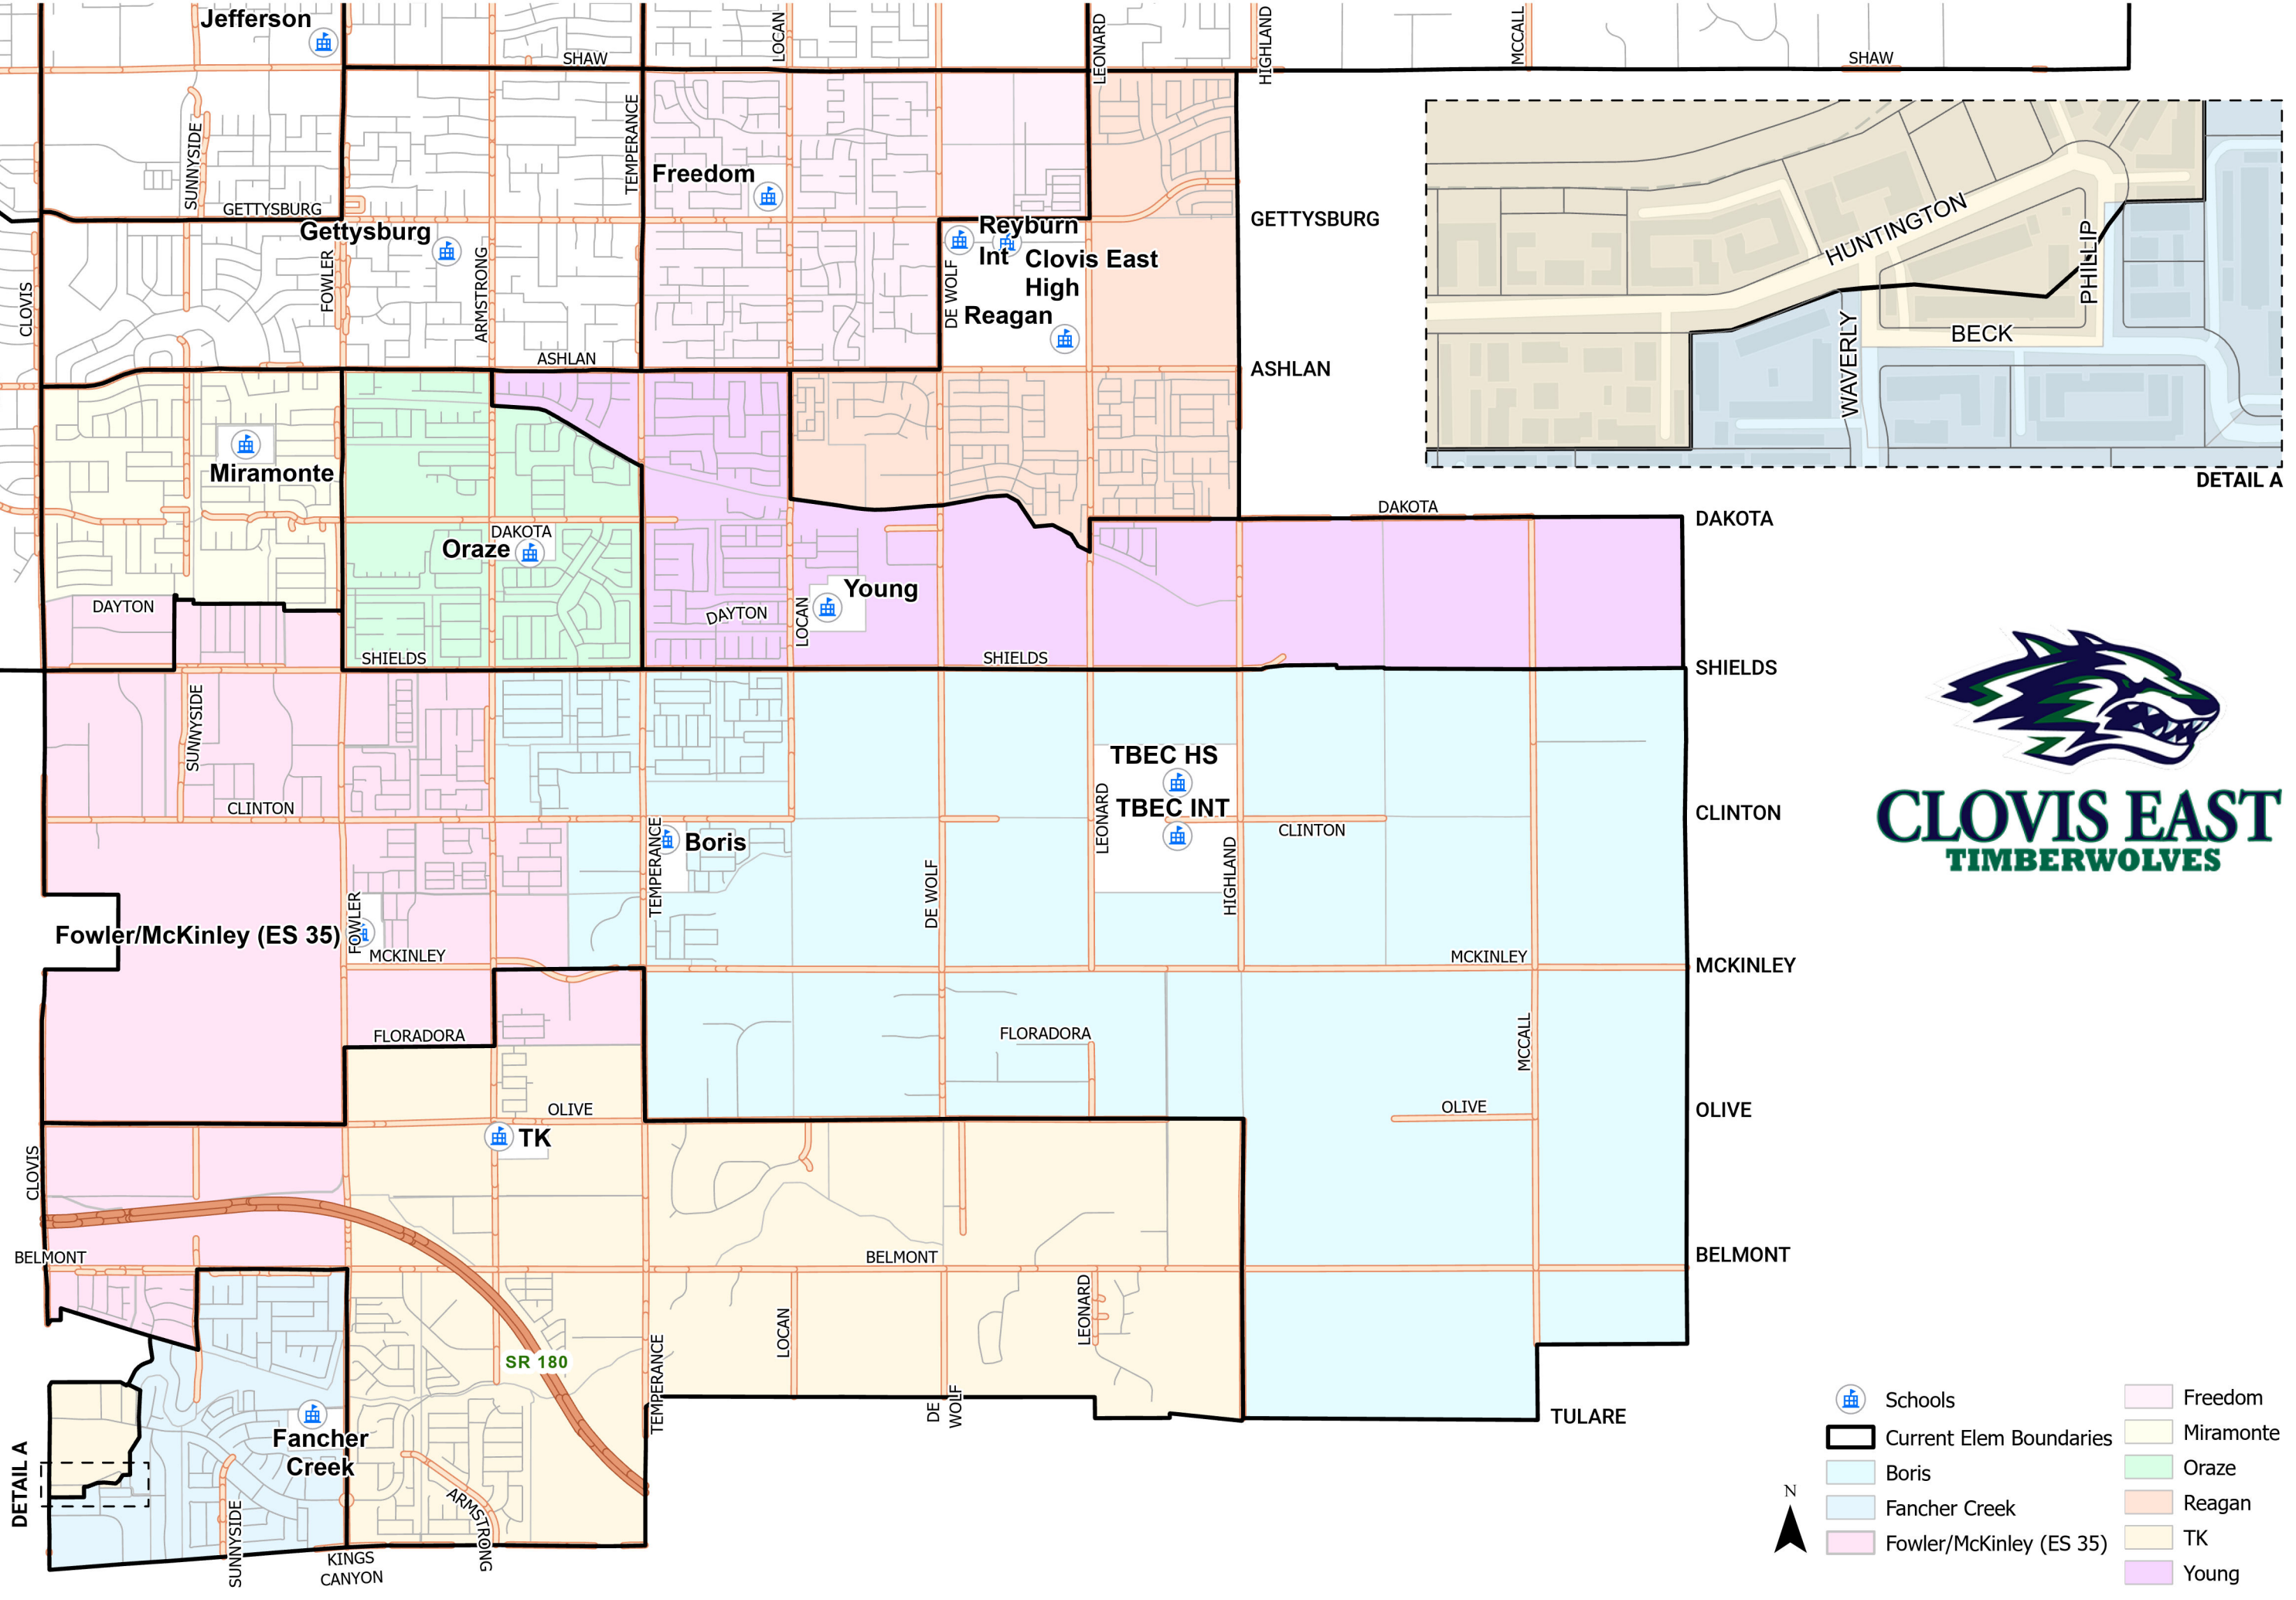 Jefferson
LOCAN
LEONARD
HIGHLAND
MCCALL
SHAW
SHAW
SUNNYSIDE
TEMPERANCE
Freedom
GETTYSBURG
GETTYSBURG
Gettysburg
Reyburn
Int
Clovis East
High
Reagan
CLOVIS
FOWLER
ARMSTRONG
DE WOLF
ASHLAN
ASHLAN
HUNTINGTON
PHILLIP
WAVERLY
BECK
DETAIL A
Miramonte
DAKOTA
DAKOTA
DAKOTA
Oraze
Young
DAYTON
DAYTON
LOCAN
SHIELDS
SHIELDS
SHIELDS
SUNNYSIDE
TBEC HS
TBEC INT
CLINTON
CLINTON
CLINTON
LEONARD
HIGHLAND
TEMPERANCE
Boris
DE WOLF
CLOVIS EAST
TIMBERWOLVES
Fowler/McKinley (ES 35)
FOWLER
MCKINLEY
MCKINLEY
MCKINLEY
FLORADORA
FLORADORA
MCCALL
OLIVE
OLIVE
OLIVE
TK
CLOVIS
BELMONT
BELMONT
BELMONT
SR 180
TEMPERANCE
LOCAN
DE
WOLF
LEONARD
TULARE
Fancher
Creek
DETAIL A
SUNNYSIDE
ARMSTRONG
KINGS
CANYON
N
Schools
Current Elem Boundaries
Boris
Fancher Creek
Fowler/McKinley (ES 35)
Freedom
Miramonte
Oraze
Reagan
TK
Young